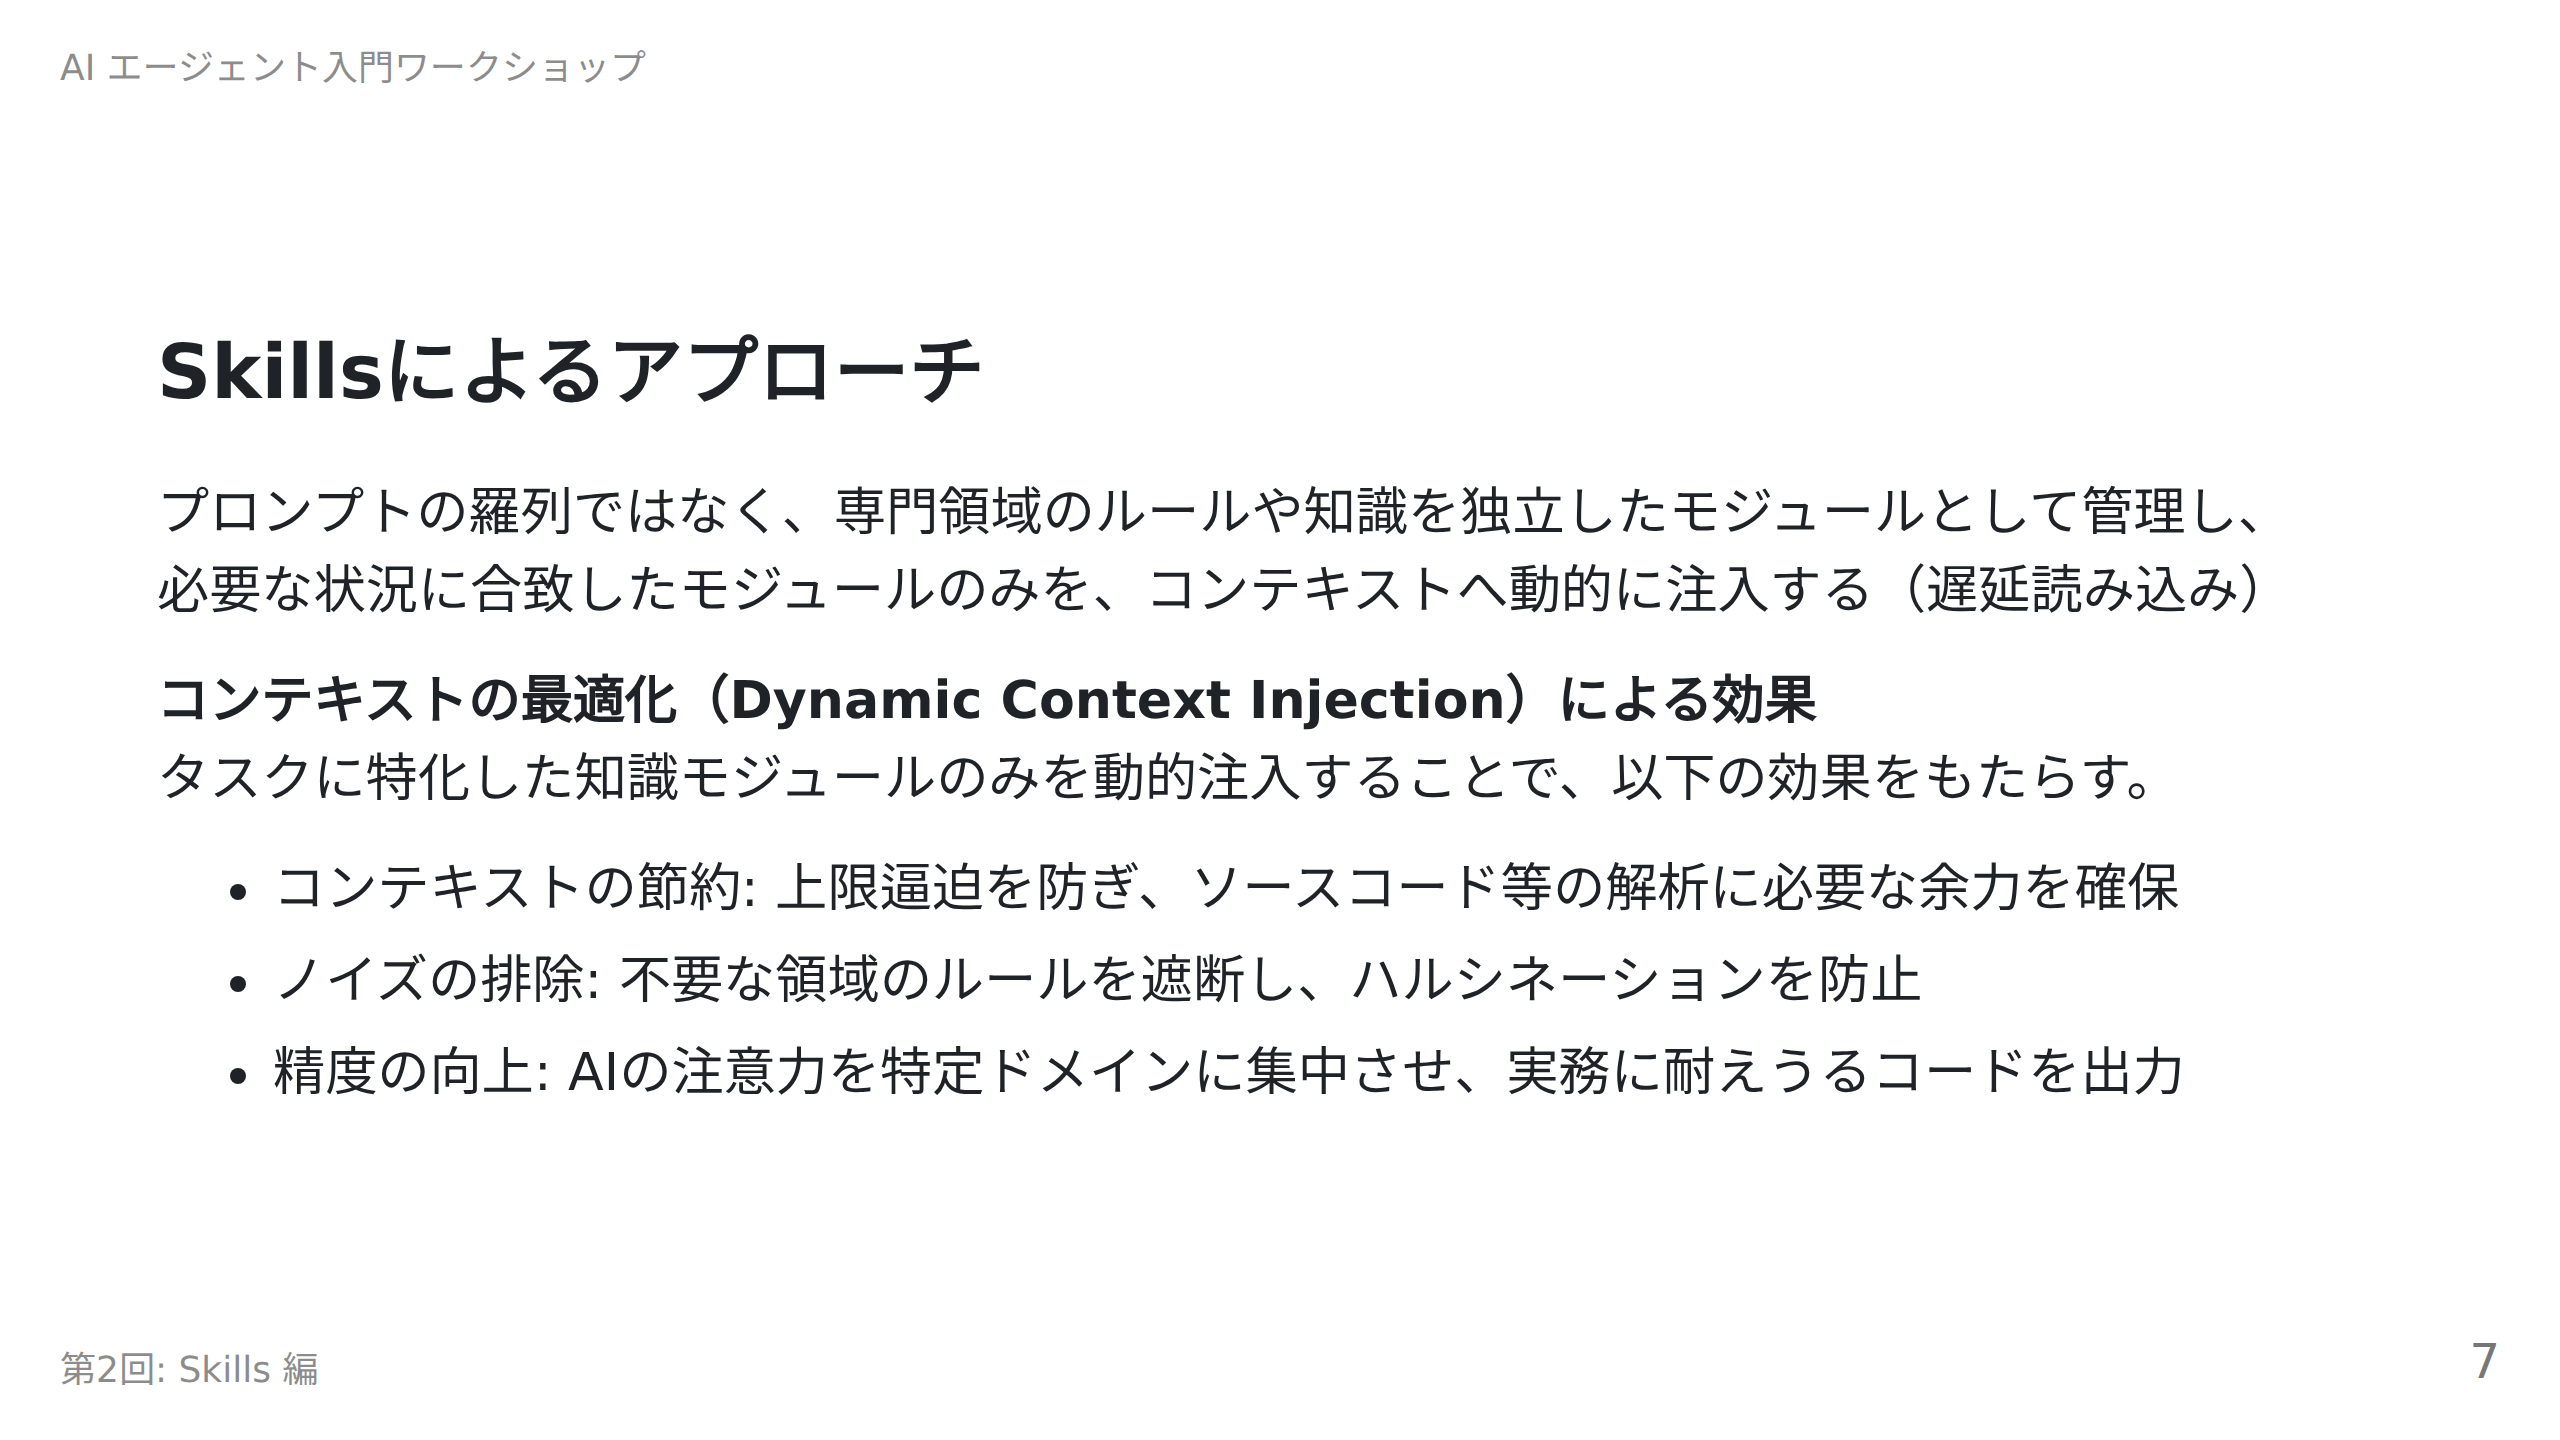 AI エージェント入門ワークショップ
Skillsによるアプローチ
プロンプトの羅列ではなく、専門領域のルールや知識を独立したモジュールとして管理し、
必要な状況に合致したモジュールのみを、コンテキストへ動的に注入する（遅延読み込み）
コンテキストの最適化（Dynamic Context Injection）による効果
タスクに特化した知識モジュールのみを動的注入することで、以下の効果をもたらす。
• コンテキストの節約: 上限逼迫を防ぎ、ソースコード等の解析に必要な余力を確保
• ノイズの排除: 不要な領域のルールを遮断し、ハルシネーションを防止
• 精度の向上: AIの注意力を特定ドメインに集中させ、実務に耐えうるコードを出力
第2回: Skills 編
7